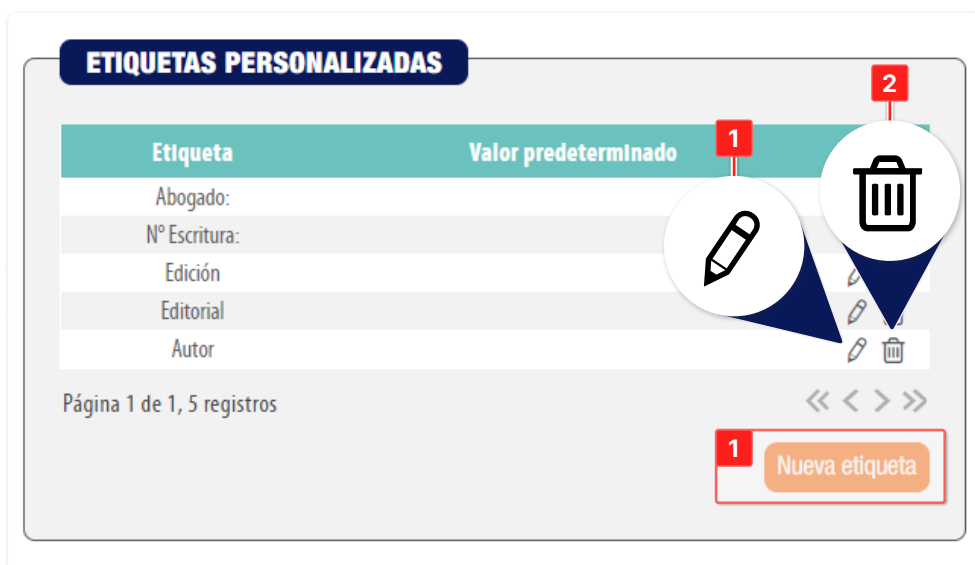 ETIQUETAS PERSONALIZADAS
2
1
Etiqueta Valor predeterminado
Abogado:
N° Escritura:
Edición
Editorial
Autor
Página 1 de 1, 5 registros
1
Nueva etiqueta